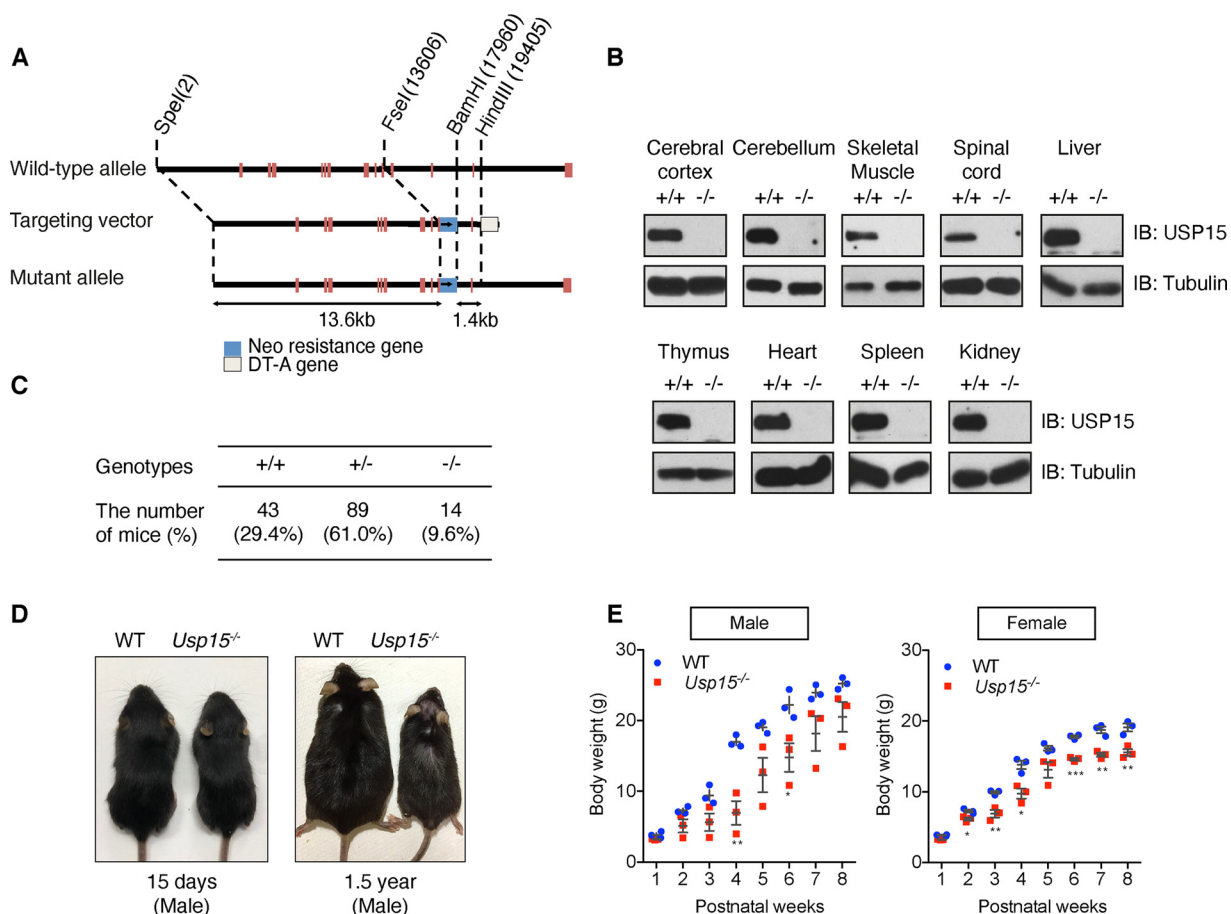 A
SpeI(2)
FseI(13606)
BamHI (17960)
HindIII (19405)
Wild-type allele
Targeting vector
Mutant allele
13.6kb
1.4kb
Neo resistance gene
DT-A gene
B
Cerebral cortex
Cerebellum
Skeletal Muscle
Spinal cord
Liver
+/+ -/- +/+ -/- +/+ -/- +/+ -/- +/+ -/-
IB: USP15
IB: Tubulin
Thymus Heart Spleen Kidney
+/+ -/- +/+ -/- +/+ -/- +/+ -/-
IB: USP15
IB: Tubulin
C
Genotypes +/+ +/- -/-
The number 43 89 14
of mice (%) (29.4%) (61.0%) (9.6%)
D
WT Usp15-/-
15 days
(Male)
WT Usp15-/-
1.5 year
(Male)
E
Male
WT
Usp15-/-
Body weight (g)
30
20
10
0
** *
1 2 3 4 5 6 7 8
Postnatal weeks
Female
WT
Usp15-/-
Body weight (g)
30
20
10
0
* ** * *** ** **
1 2 3 4 5 6 7 8
Postnatal weeks